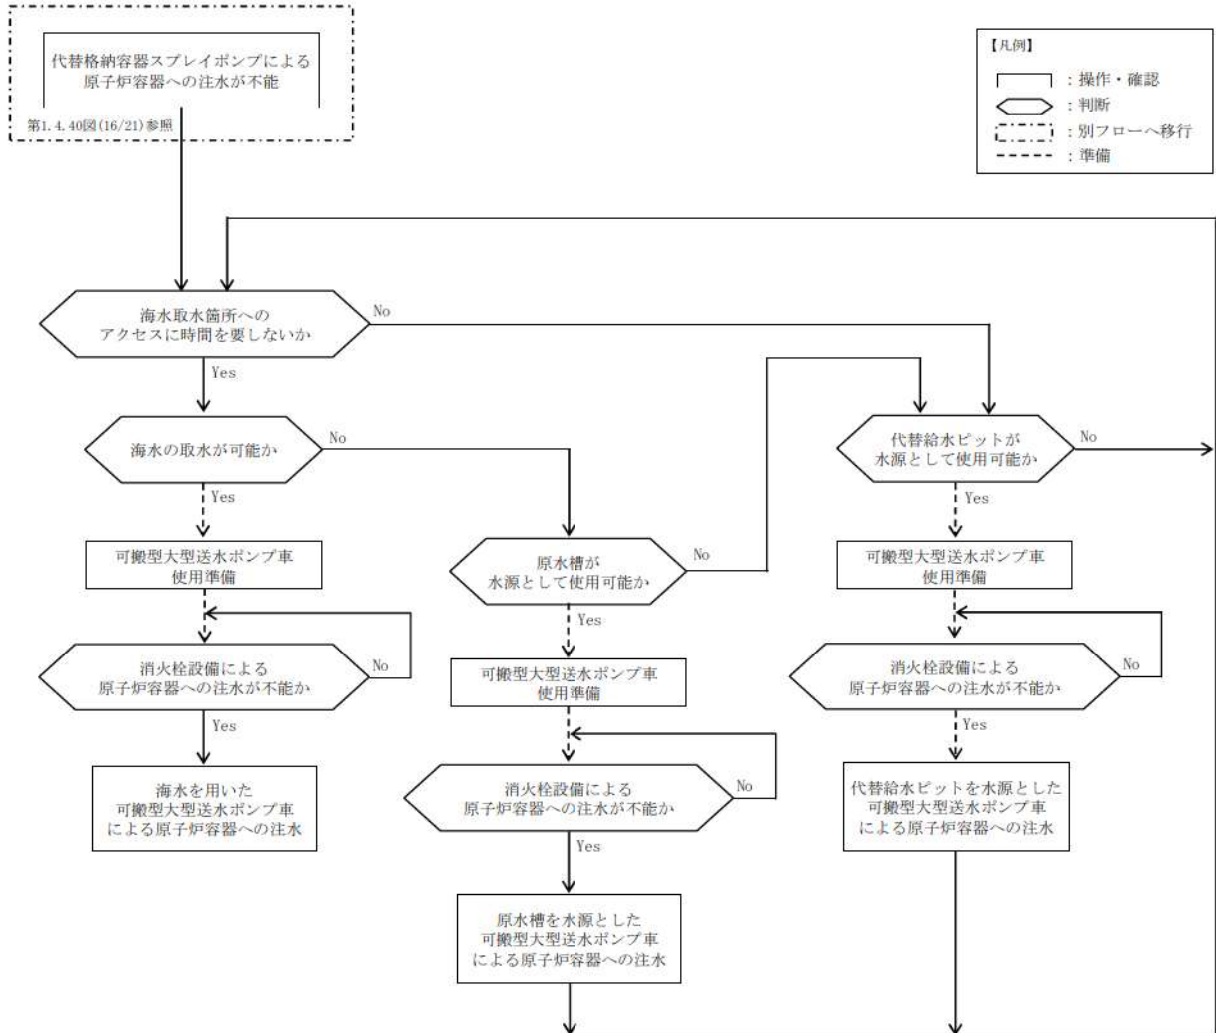 代替格納容器スプレイポンプによる
原子炉容器への注水が不能
第1.4.40図(16/21)参照
【凡例】
：操作・確認
：判断
：別フローへ移行
：準備
海水取水箇所への
アクセスに時間を要しないか
No
Yes
海水の取水が可能か
No
Yes
代替給水ピットが
水源として使用可能か
No
Yes
可搬型大型送水ポンプ車
使用準備
原水槽が
水源として使用可能か
No
Yes
可搬型大型送水ポンプ車
使用準備
消火栓設備による
原子炉容器への注水が不能か
No
Yes
可搬型大型送水ポンプ車
使用準備
消火栓設備による
原子炉容器への注水が不能か
No
Yes
海水を用いた
可搬型大型送水ポンプ車
による原子炉容器への注水
消火栓設備による
原子炉容器への注水が不能か
No
Yes
代替給水ピットを水源とした
可搬型大型送水ポンプ車
による原子炉容器への注水
原水槽を水源とした
可搬型大型送水ポンプ車
による原子炉容器への注水